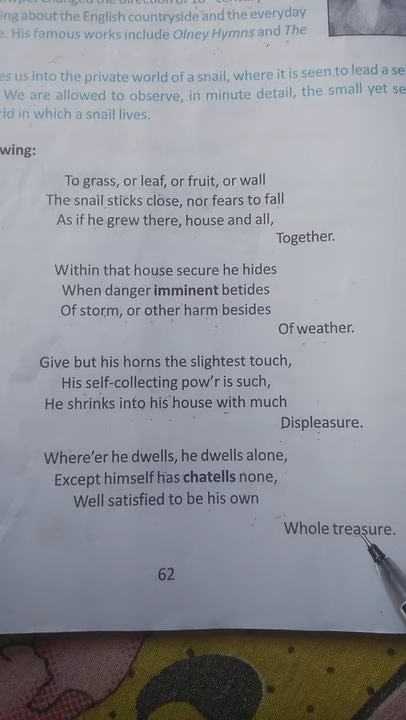 ing about the English countryside and the everyday
e. His famous works include Olney Hymns and The
es us into the private world of a snail, where it is seen to lead a se
We are allowed to observe, in minute detail, the small yet se
rld in which a snail lives.
wing:
To grass, or leaf, or fruit, or wall
The snail sticks close, nor fears to fall
As if he grew there, house and all,
Together.
Within that house secure he hides
When danger imminent betides
Of storm, or other harm besides
Of weather.
Give but his horns the slightest touch,
His self-collecting pow'r is such,
He shrinks into his house with much
Displeasure.
Where'er he dwells, he dwells alone,
Except himself has chatells none,
Well satisfied to be his own
Whole treasure.
62